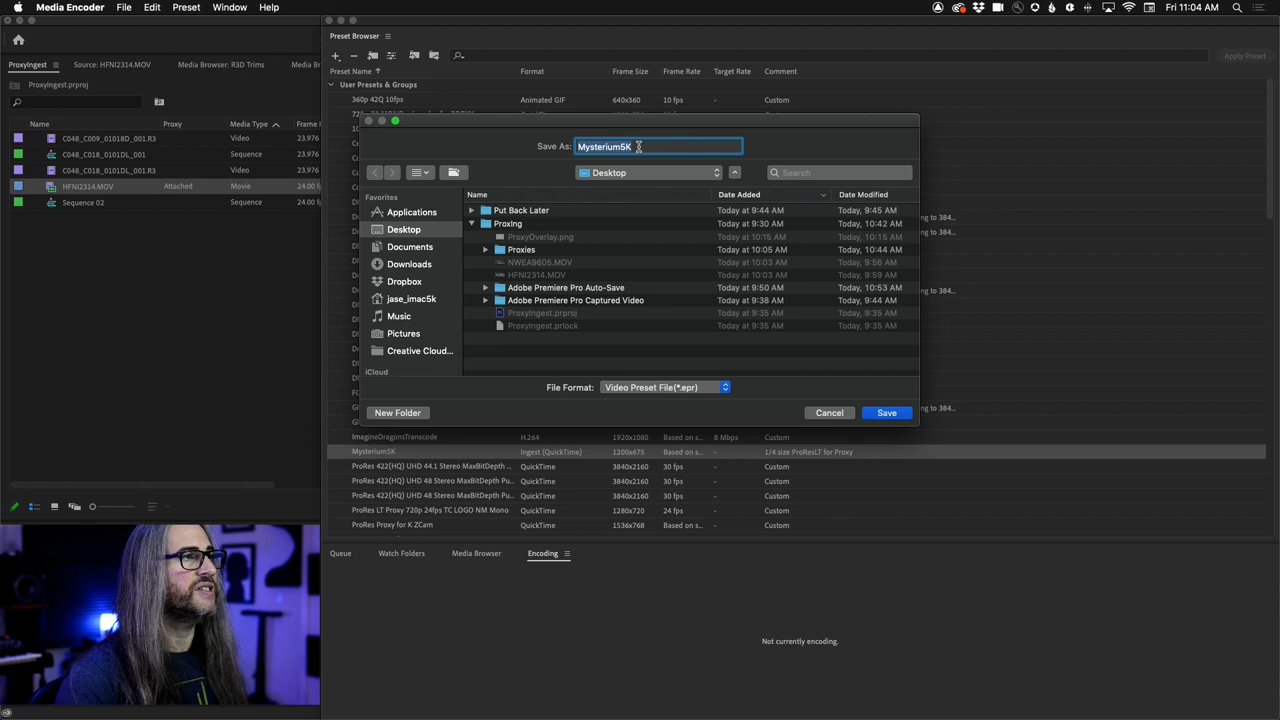 Media Encoder File Edit Preset Window Help Fri 11:04 AM
ProxyIngest Source: HFNI2314.MOV Media Browser: R3D Trims Media Br
ProxyIngest.prproj
Name Proxy Media Type Frame
C048_C009_01018D_001.R3 Video 23.976
C048_C018_0101DL_001 Sequence 23.976
C048_C018_0101DL_001.R3 Video 23.976
HFNI2314.MOV Attached Movie 24.00
Sequence 02 Sequence 24.00
Preset Browser
Apply Preset
Preset Name Format Frame Size Frame Rate Target Rate Comment
User Presets & Groups
360p 42Q 10fps Animated GIF 640x360 10 fps - Custom
Save As: Mysterium5K
Desktop Search
Favorites
Applications
Desktop
Documents
Downloads
Dropbox
jase_imac5k
Music
Pictures
Creative Cloud...
iCloud
Name Date Added Date Modified
Put Back Later Today at 9:44 AM Today, 9:45 AM
Proxing Today at 9:30 AM Today, 10:42 AM
ProxyOverlay.png Today at 10:15 AM Today, 10:15 AM
Proxies Today at 10:05 AM Today, 10:44 AM
NWEA9605.MOV Today at 10:03 AM Today, 9:56 AM
HFNI2314.MOV Today at 10:03 AM Today, 9:59 AM
Adobe Premiere Pro Auto-Save Today at 9:50 AM Today, 10:53 AM
Adobe Premiere Pro Captured Video Today at 9:38 AM Today, 9:44 AM
ProxyIngest.prproj Today at 9:35 AM Today, 9:35 AM
ProxyIngest.prlock Today at 9:35 AM Today, 9:35 AM
File Format: Video Preset File(*.epr)
New Folder Cancel Save
ing to 384...
ing to 384...
ImagineDragonsTranscode H.264 1920x1080 Based on s... 8 Mbps Custom
Mysterium5K Ingest (QuickTime) 1200x675 Based on s... - 1/4 size ProResLT for Proxy
ProRes 422(HQ) UHD 44.1 Stereo MaxBitDepth ... QuickTime 3840x2160 30 fps - Custom
ProRes 422(HQ) UHD 48 Stereo MaxBitDepth Pu... QuickTime 3840x2160 30 fps - Custom
ProRes 422(HQ) UHD 48 Stereo MaxBitDepth Pu... QuickTime 3840x2160 30 fps - Custom
ProRes LT Proxy 720p 24fps TC LOGO NM Mono QuickTime 1280x720 24 fps - Custom
ProRes Proxy for K ZCam QuickTime 1536x768 Based on s... - Custom
Queue Watch Folders Media Browser Encoding
Not currently encoding.